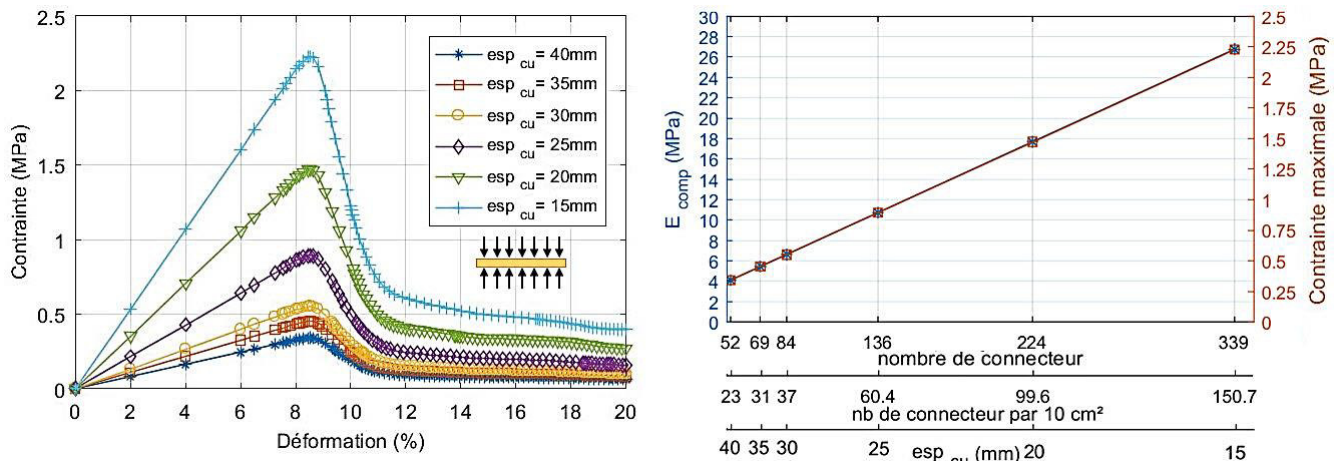 2.5
2
1.5
1
0.5
0
Contrainte (MPa)
0 2 4 6 8 10 12 14 16 18 20
Déformation (%)
esp cu = 40mm
esp cu = 35mm
esp cu = 30mm
esp cu = 25mm
esp cu = 20mm
esp cu = 15mm
30
28
26
24
22
20
18
16
14
12
10
8
6
4
2
0
E comp (MPa)
2.5
2.25
2
1.75
1.5
1.25
1
0.75
0.5
0.25
0
Contrainte maximale (MPa)
52 69 84 136 224 339
nombre de connecteur
23 31 37 60.4 99.6 150.7
nb de connecteur par 10 cm²
40 35 30 25 20 15
esp cu (mm)